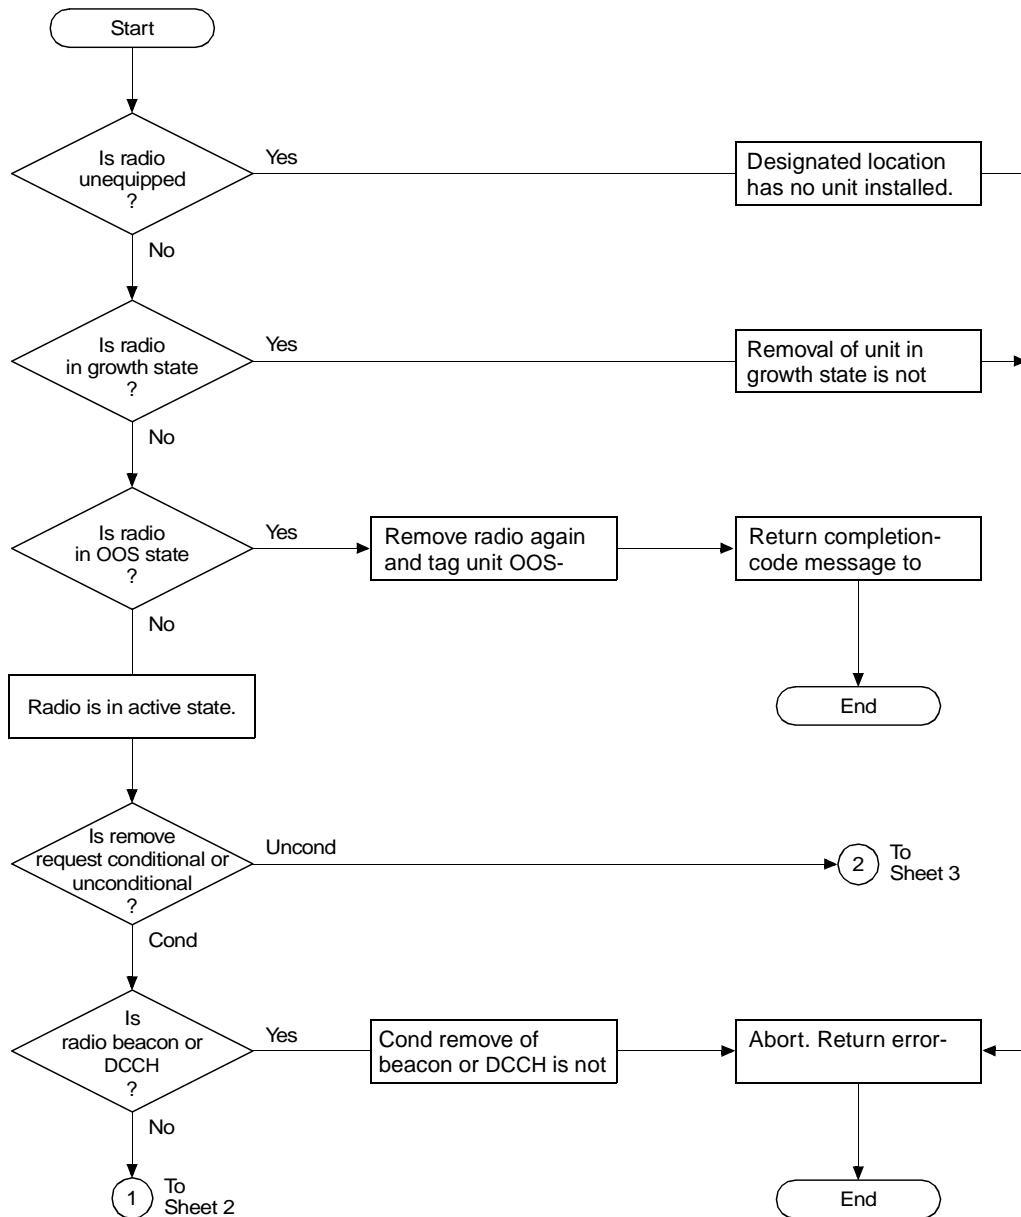 Start
Is radio
unequipped
?
Yes
Designated location
has no unit installed.
No
Is radio
in growth state
?
Yes
Removal of unit in
growth state is not
No
Is radio
in OOS state
?
Yes
Remove radio again
and tag unit OOS-
Return completion-
code message to
No
End
Radio is in active state.
Is remove
request conditional or
unconditional
?
Uncond
2
To
Sheet 3
Cond
Is
radio beacon or
DCCH
?
Yes
Cond remove of
beacon or DCCH is not
Abort. Return error-
No
1
To
Sheet 2
End